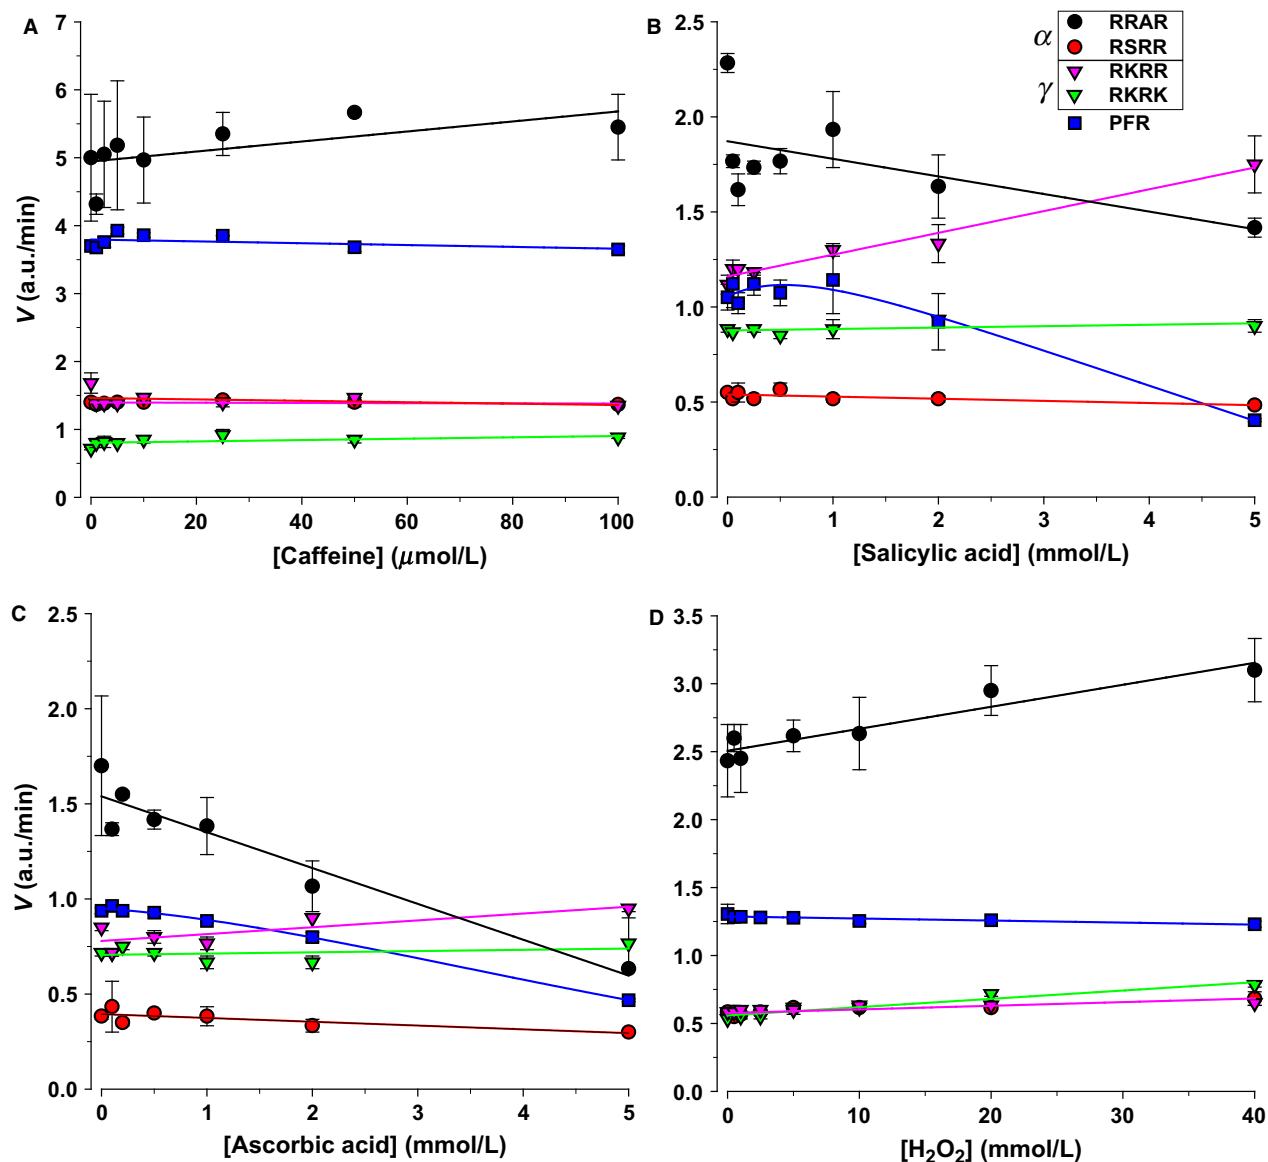 A
7
6
5
4
3
2
1
0
V (a.u./min)
0 20 40 60 80 100
[Caffeine] (μmol/L)
B
2.5
2.0
1.5
1.0
0.5
0.0
0 1 2 3 4 5
[Salicylic acid] (mmol/L)
α
RRAR
RSRR
γ
RKRR
RKRK
PFR
C
2.5
2.0
1.5
1.0
0.5
0.0
V (a.u./min)
0 1 2 3 4 5
[Ascorbic acid] (mmol/L)
D
3.5
3.0
2.5
2.0
1.5
1.0
0.5
0.0
0 10 20 30 40
[H₂O₂] (mmol/L)